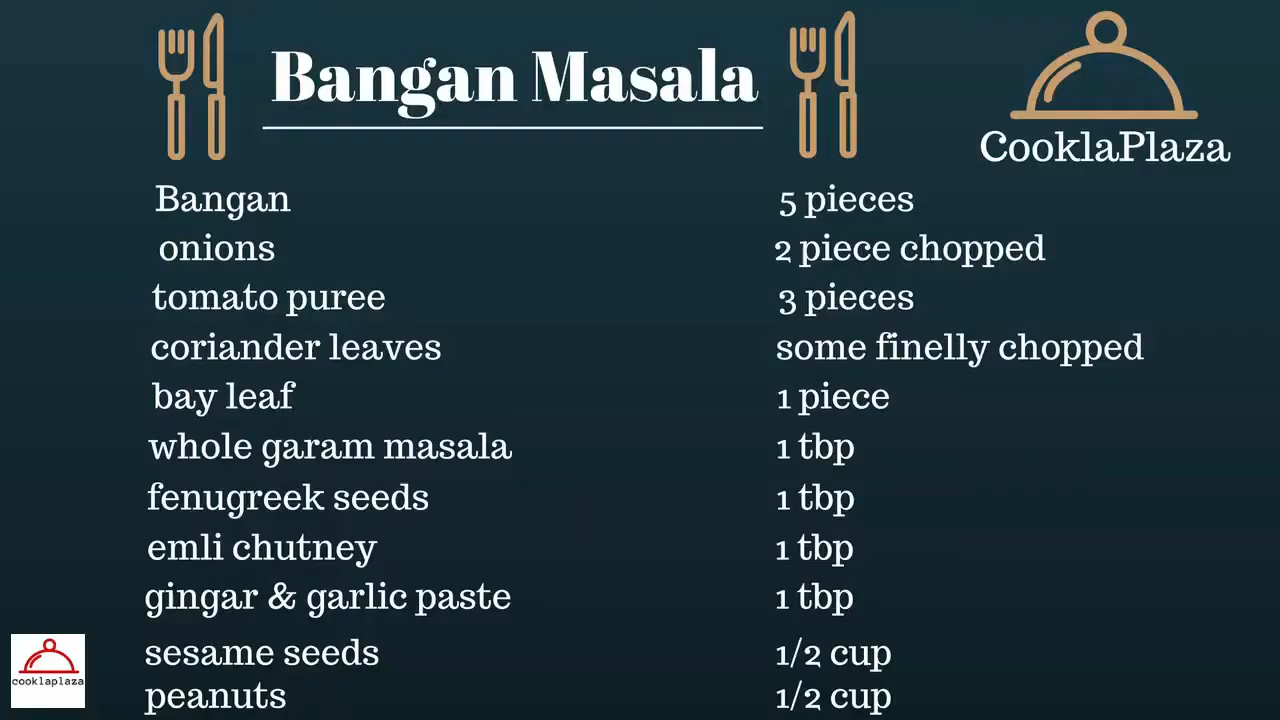 Bangan Masala
CooklaPlaza
Bangan 5 pieces
onions 2 piece chopped
tomato puree 3 pieces
coriander leaves some finelly chopped
bay leaf 1 piece
whole garam masala 1 tbp
fenugreek seeds 1 tbp
emli chutney 1 tbp
gingar & garlic paste 1 tbp
sesame seeds 1/2 cup
peanuts 1/2 cup
cooklaplaza